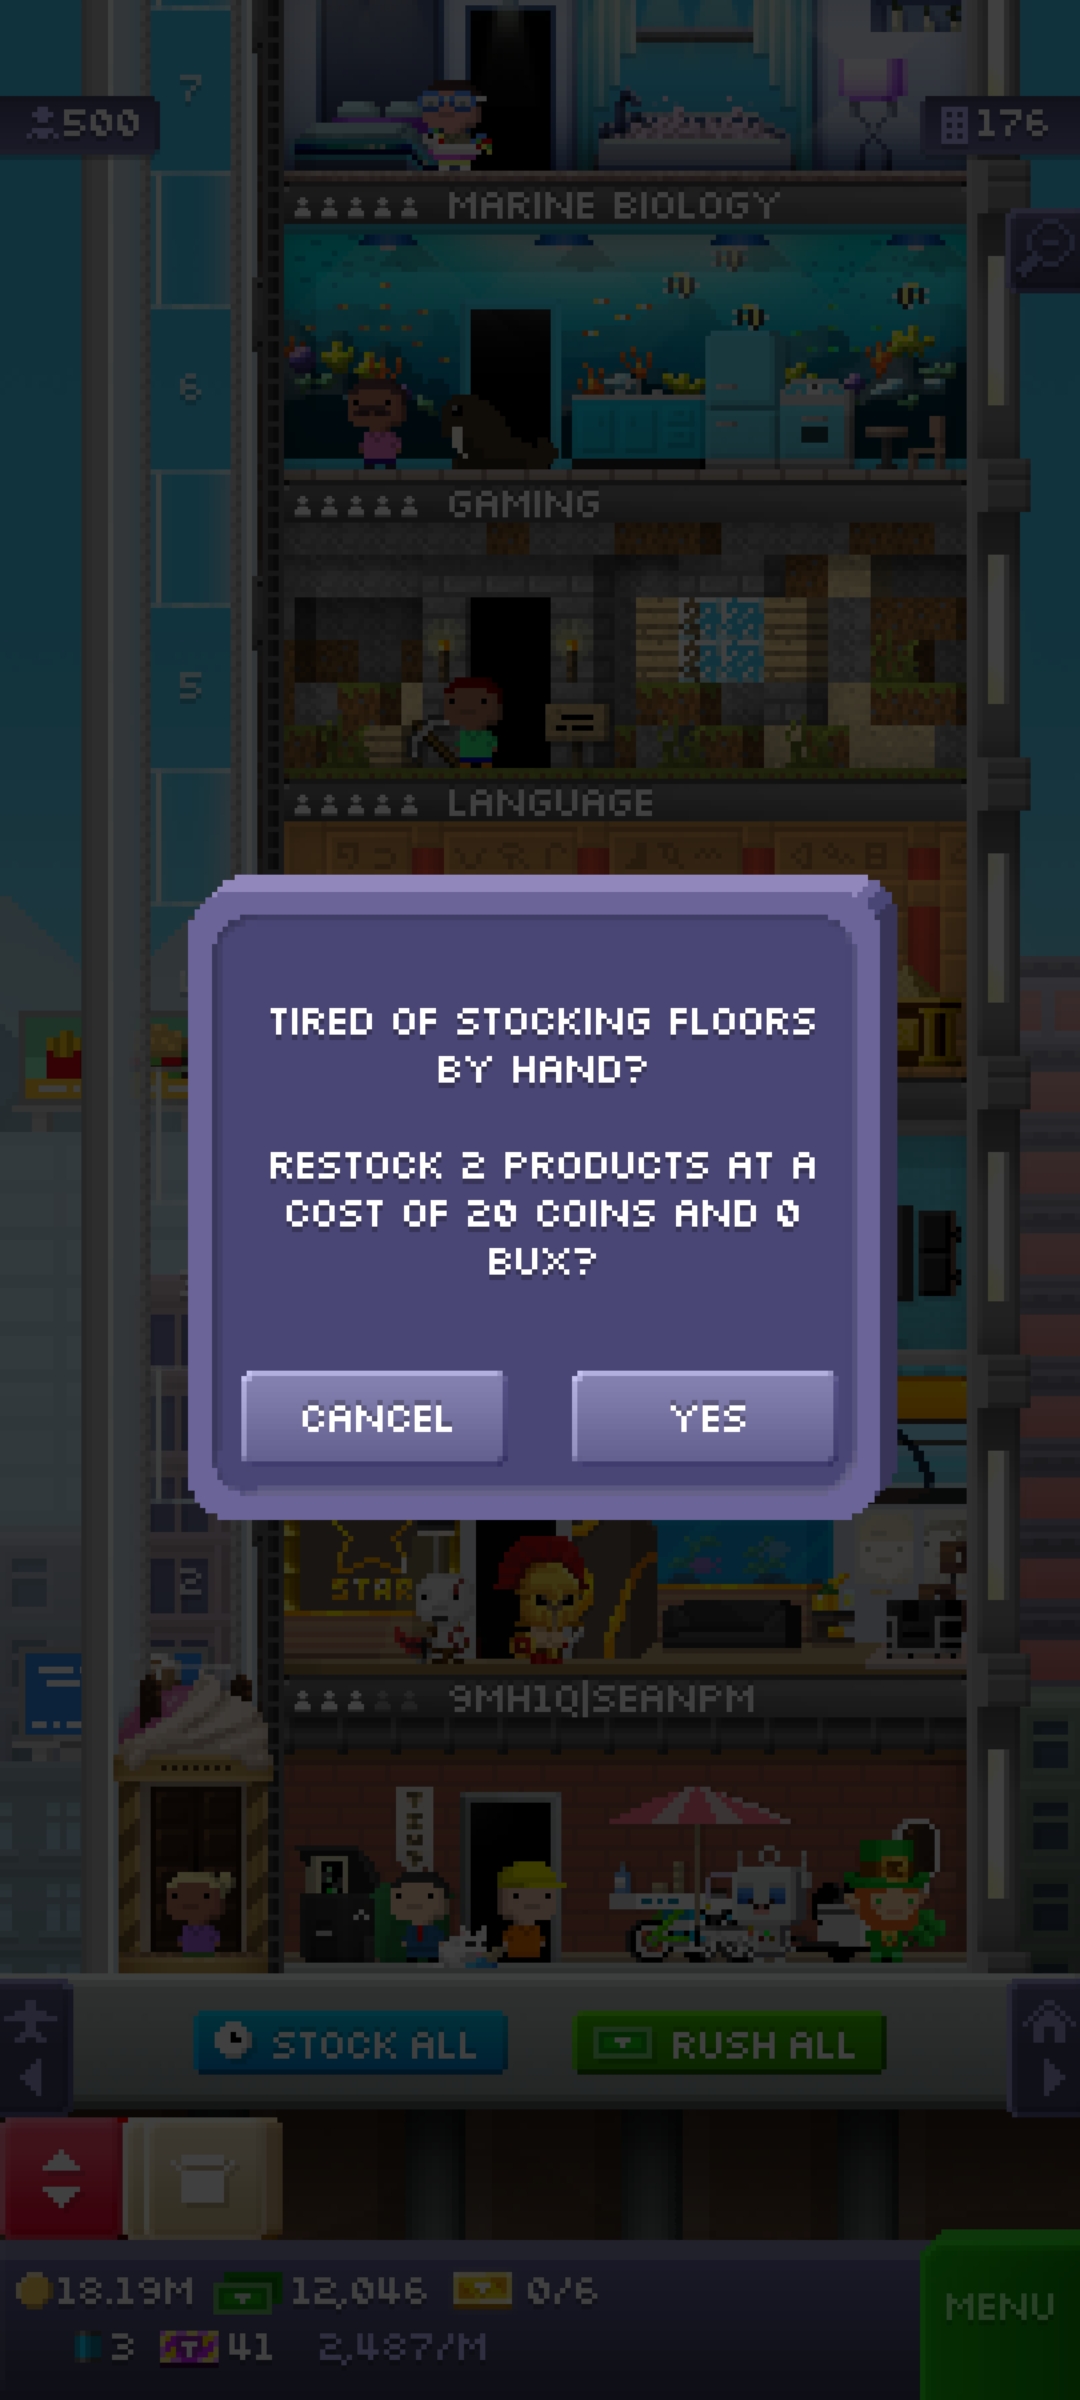 7
500
176
MARINE BIOLOGY
6
GAMING
5
LANGUAGE
TIRED OF STOCKING FLOORS
BY HAND?
RESTOCK 2 PRODUCTS AT A
COST OF 20 COINS AND 0
BUX?
CANCEL
YES
2
STAR
9MH1Q|SEANPM
STOCK ALL
RUSH ALL
18.19M
12,046
0/6
MENU
3
41
2,487/M